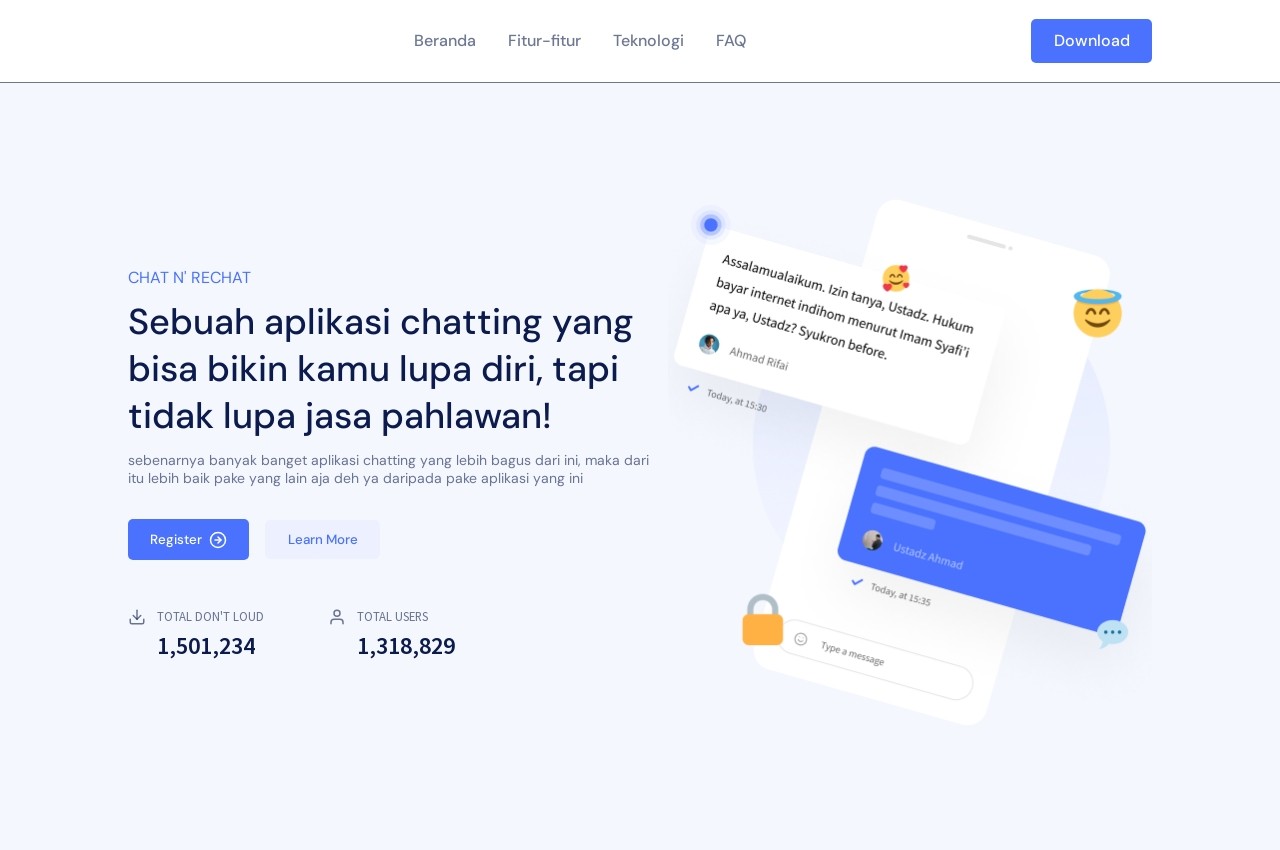 Beranda
Fitur-fitur
Teknologi
FAQ
Download
CHAT N' RECHAT
Sebuah aplikasi chatting yang
bisa bikin kamu lupa diri, tapi
tidak lupa jasa pahlawan!
sebenarnya banyak banget aplikasi chatting yang lebih bagus dari ini, maka dari
itu lebih baik pake yang lain aja deh ya daripada pake aplikasi yang ini
Register
Learn More
TOTAL DON'T LOUD
1,501,234
TOTAL USERS
1,318,829
Assalamualaikum. Izin tanya, Ustadz. Hukum
bayar internet indihom menurut Imam Syafi'i
apa ya, Ustadz? Syukron before.
Ahmad Rifai
Today, at 15:30
Ustadz Ahmad
Today, at 15:35
Type a message